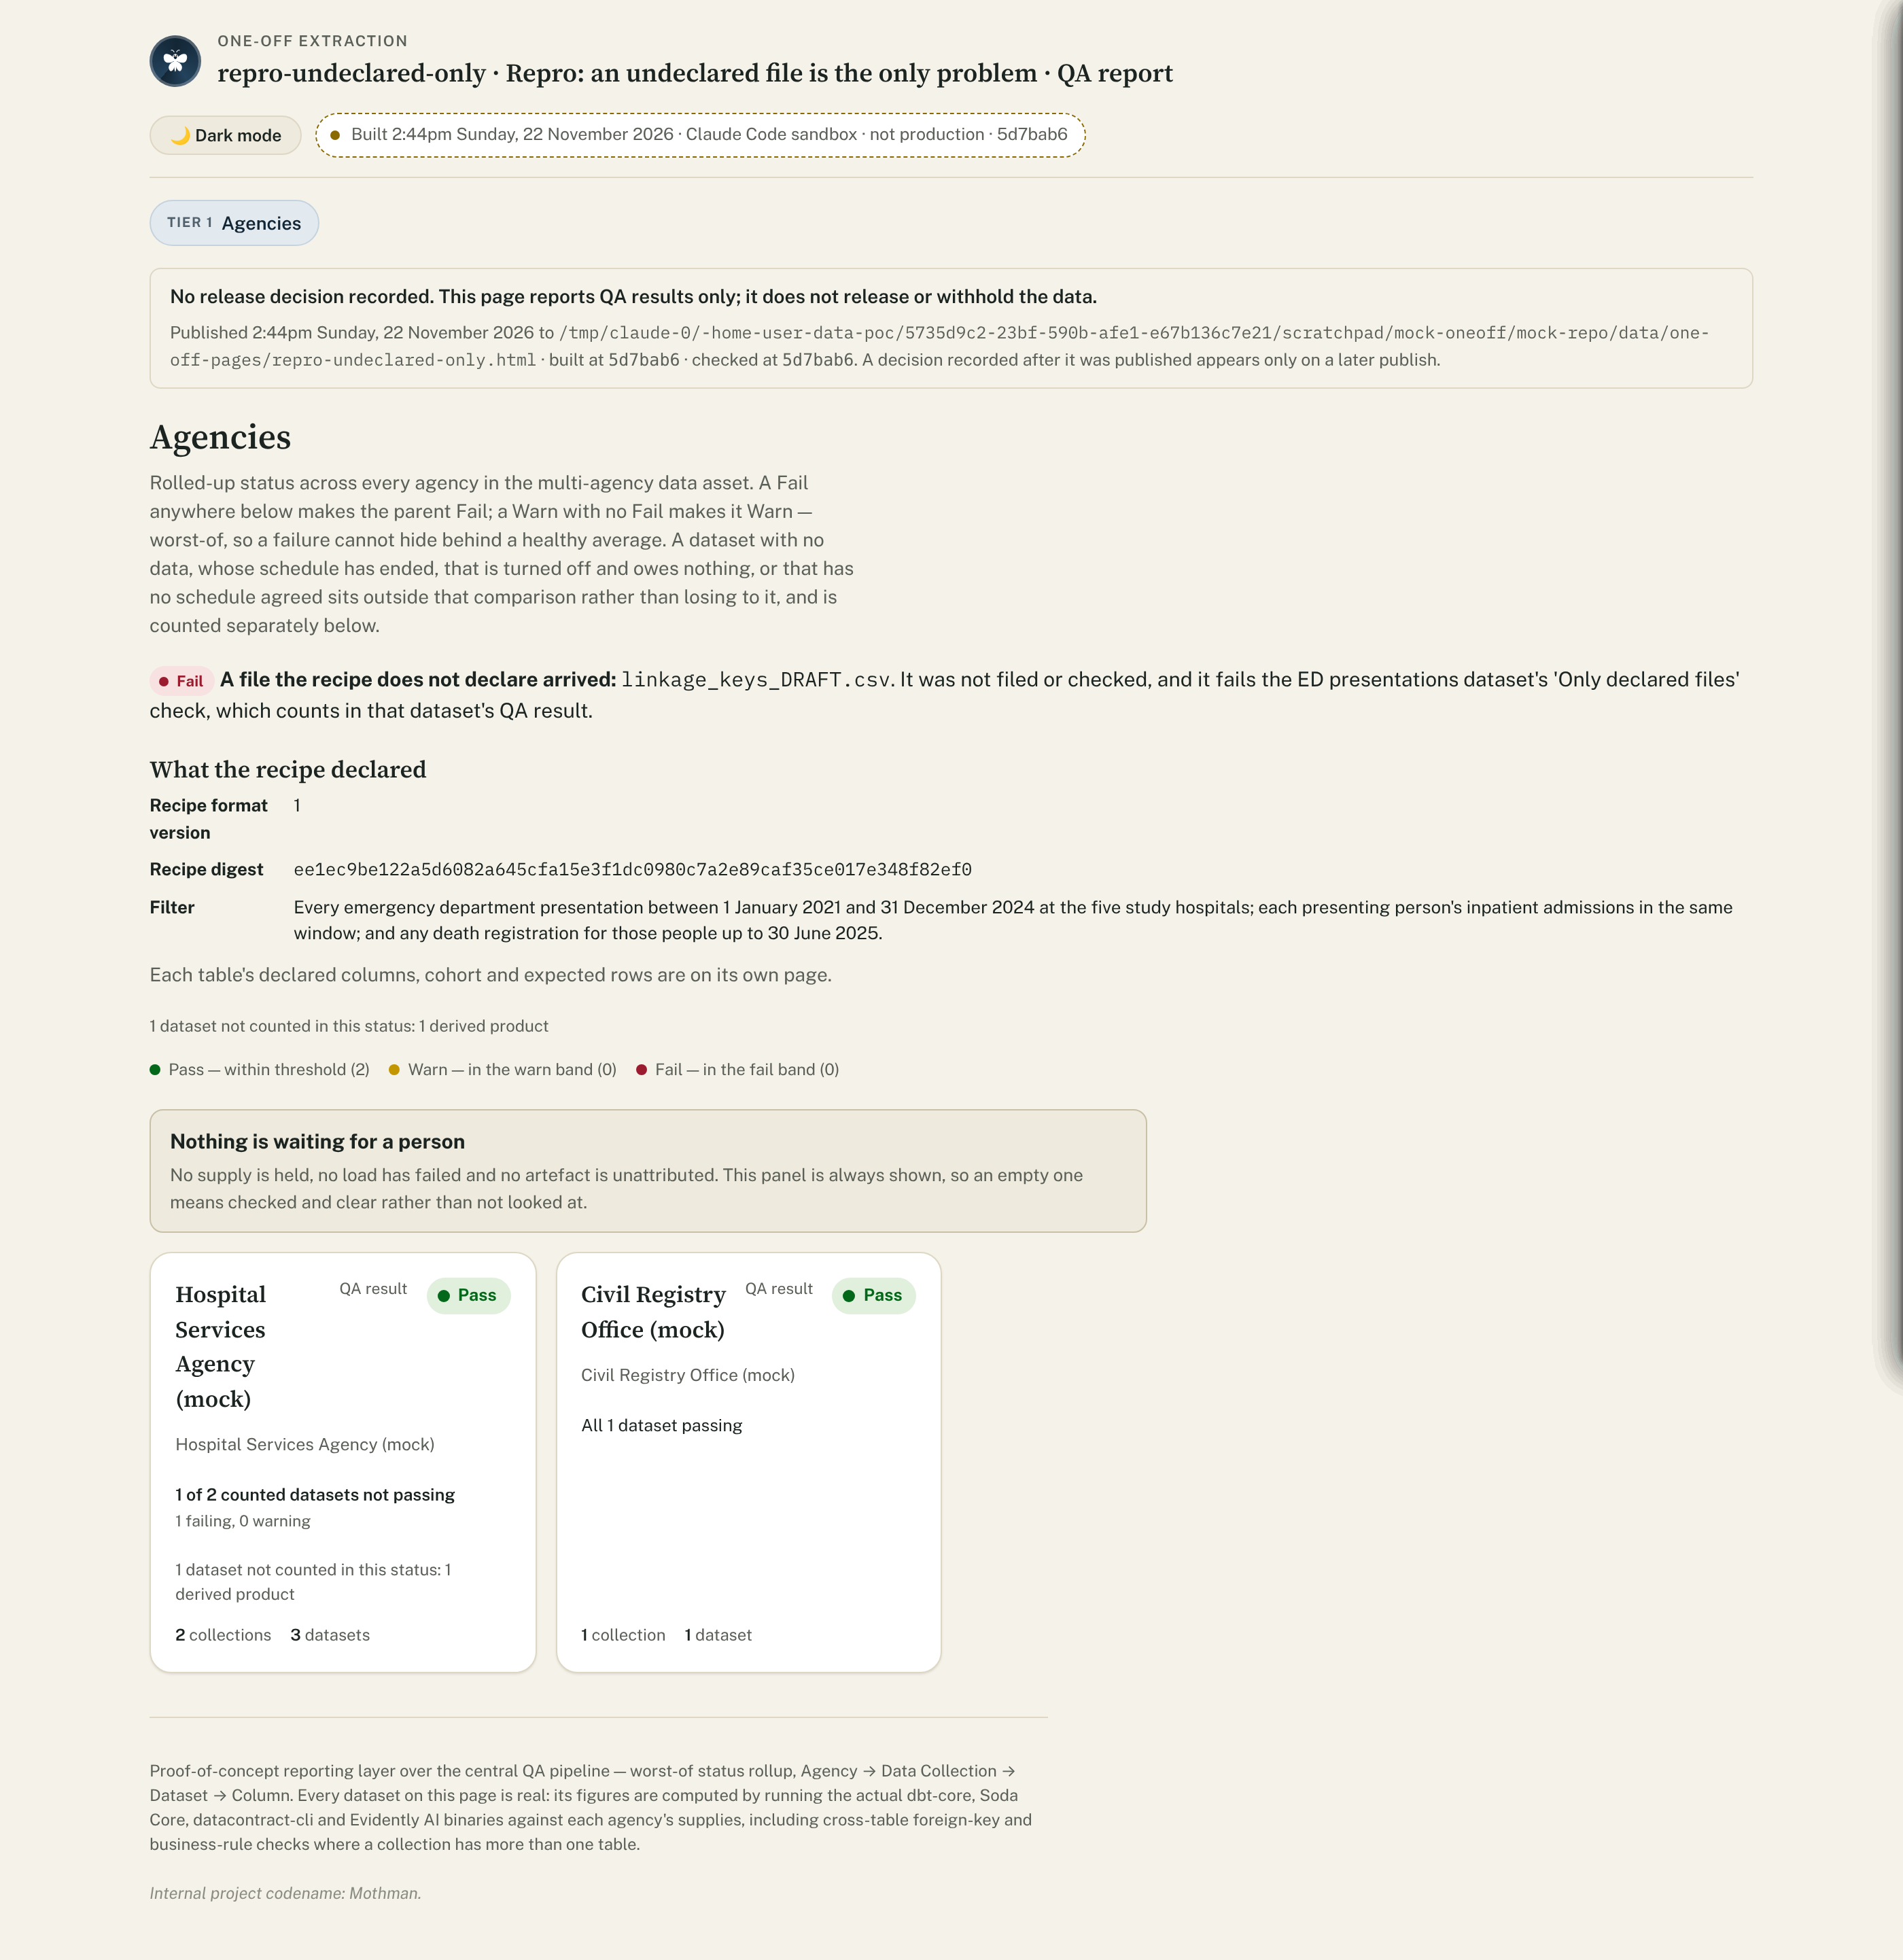 ONE-OFF EXTRACTION
repro-undeclared-only · Repro: an undeclared file is the only problem · QA report
🌙 Dark mode
Built 2:44pm Sunday, 22 November 2026 · Claude Code sandbox · not production · 5d7bab6
TIER 1 Agencies
No release decision recorded. This page reports QA results only; it does not release or withhold the data.
Published 2:44pm Sunday, 22 November 2026 to /tmp/claude-0/-home-user-data-poc/5735d9c2-23bf-590b-afe1-e67b136c7e21/scratchpad/mock-oneoff/mock-repo/data/one-
off-pages/repro-undeclared-only.html · built at 5d7bab6 · checked at 5d7bab6. A decision recorded after it was published appears only on a later publish.
Agencies
Rolled-up status across every agency in the multi-agency data asset. A Fail
anywhere below makes the parent Fail; a Warn with no Fail makes it Warn —
worst-of, so a failure cannot hide behind a healthy average. A dataset with no
data, whose schedule has ended, that is turned off and owes nothing, or that has
no schedule agreed sits outside that comparison rather than losing to it, and is
counted separately below.
Fail A file the recipe does not declare arrived: linkage_keys_DRAFT.csv. It was not filed or checked, and it fails the ED presentations dataset's 'Only declared files'
check, which counts in that dataset's QA result.
What the recipe declared
Recipe format 1
version
Recipe digest ee1ec9be122a5d6082a645cfa15e3f1dc0980c7a2e89caf35ce017e348f82ef0
Filter Every emergency department presentation between 1 January 2021 and 31 December 2024 at the five study hospitals; each presenting person's inpatient admissions in the same
window; and any death registration for those people up to 30 June 2025.
Each table's declared columns, cohort and expected rows are on its own page.
1 dataset not counted in this status: 1 derived product
Pass — within threshold (2) Warn — in the warn band (0) Fail — in the fail band (0)
Nothing is waiting for a person
No supply is held, no load has failed and no artefact is unattributed. This panel is always shown, so an empty one
means checked and clear rather than not looked at.
Hospital
Services
Agency
(mock)
QA result Pass
Hospital Services Agency (mock)
1 of 2 counted datasets not passing
1 failing, 0 warning
1 dataset not counted in this status: 1
derived product
2 collections 3 datasets
Civil Registry
Office (mock)
QA result Pass
Civil Registry Office (mock)
All 1 dataset passing
1 collection 1 dataset
Proof-of-concept reporting layer over the central QA pipeline — worst-of status rollup, Agency → Data Collection →
Dataset → Column. Every dataset on this page is real: its figures are computed by running the actual dbt-core, Soda
Core, datacontract-cli and Evidently AI binaries against each agency's supplies, including cross-table foreign-key and
business-rule checks where a collection has more than one table.
Internal project codename: Mothman.